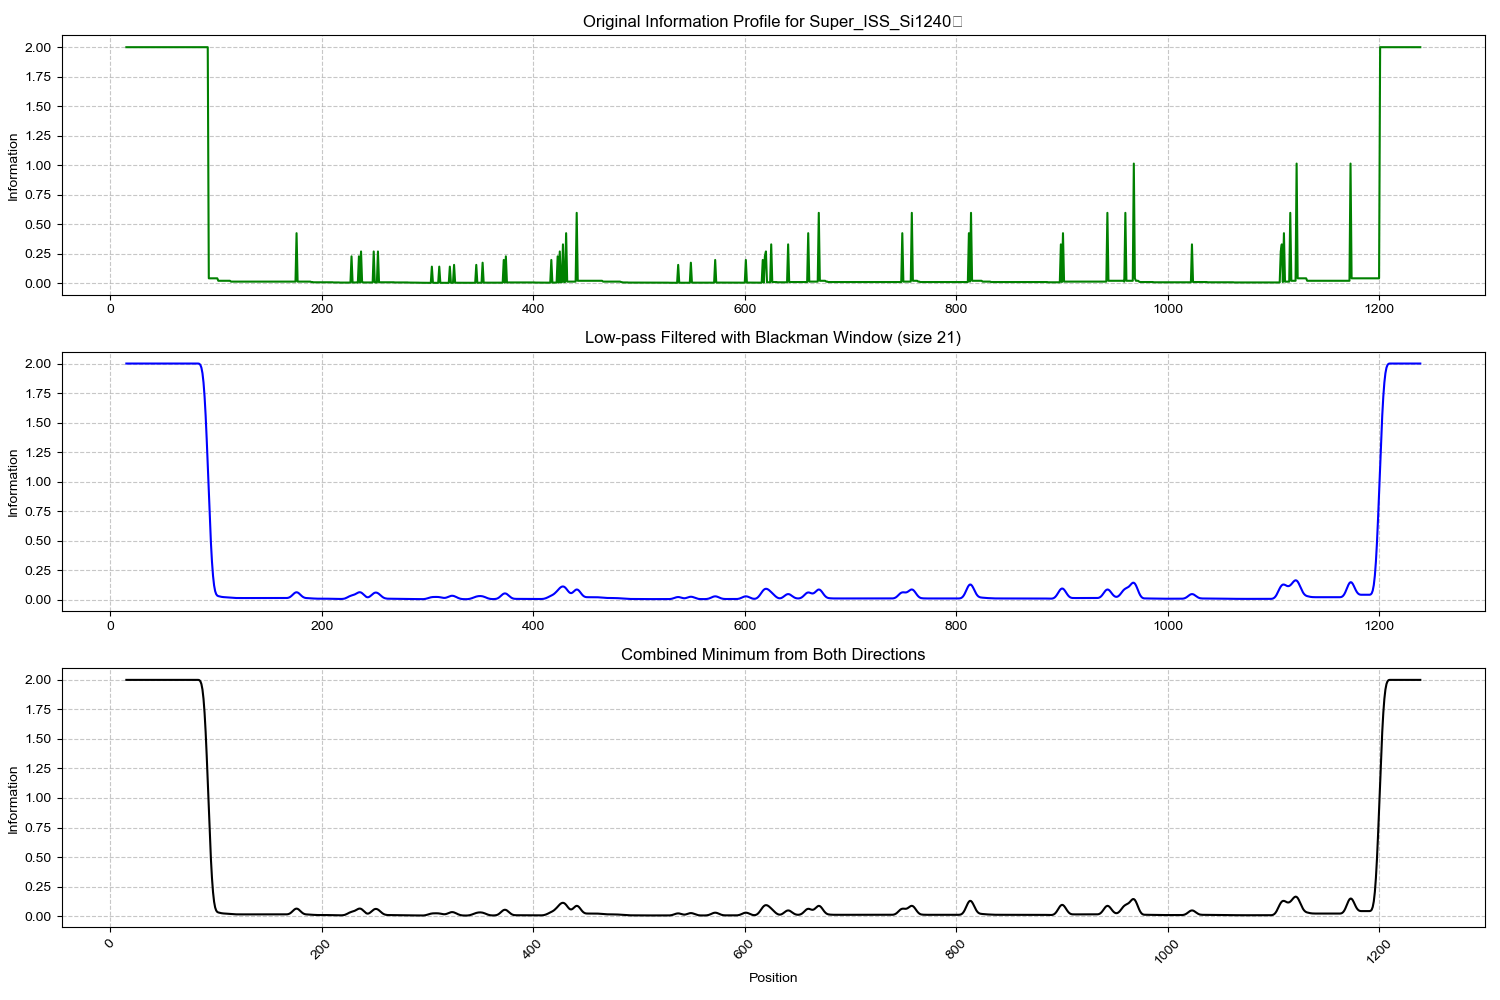 Original Information Profile for Super_ISS_Si1240
Information
2.00
1.75
1.50
1.25
1.00
0.75
0.50
0.25
0.00
0 200 400 600 800 1000 1200
Low-pass Filtered with Blackman Window (size 21)
Information
2.00
1.75
1.50
1.25
1.00
0.75
0.50
0.25
0.00
0 200 400 600 800 1000 1200
Combined Minimum from Both Directions
Information
2.00
1.75
1.50
1.25
1.00
0.75
0.50
0.25
0.00
0 200 400 600 800 1000 1200
Position